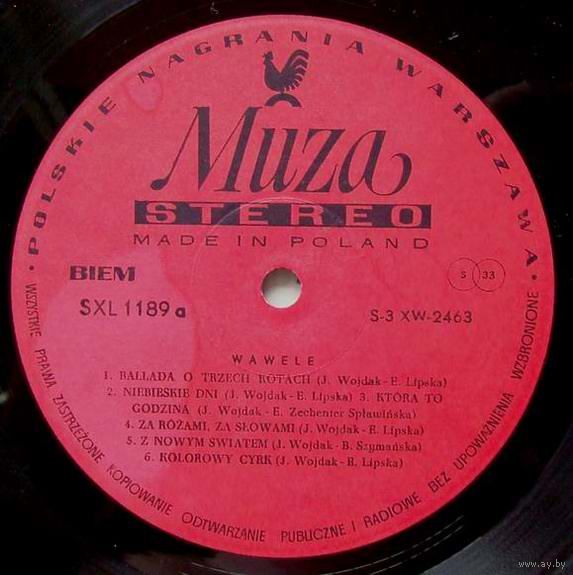 • POLSKIE NAGRANIA WARSZAWA •
Muza
STEREO
MADE IN POLAND
BIEM
S 33
SXL 1189 a
S-3 XW-2463
WAWELE
1. BALLADA O TRZECH KOTACH (J. Wojdak - E. Lipska)
2. NIEBIESKIE DNI (J. Wojdak - E. Lipska) 3. KTÓRA TO
GODZINA (J. Wojdak - E. Zechenter Spławińska)
4. ZA RÓŻAMI, ZA SŁOWAMI (J. Wojdak - E. Lipska)
5. Z NOWYM ŚWIATEM (J. Wojdak - B. Szymańska)
6. KOLOROWY CYRK (J. Wojdak - E. Lipska)
WSZYSTKIE PRAWA ZASTRZEŻONE KOPIOWANIE ODTWARZANIE PUBLICZNE I RADIOWE BEZ UPOWAŻNIENIA WZBRONIONE
www.ay.by